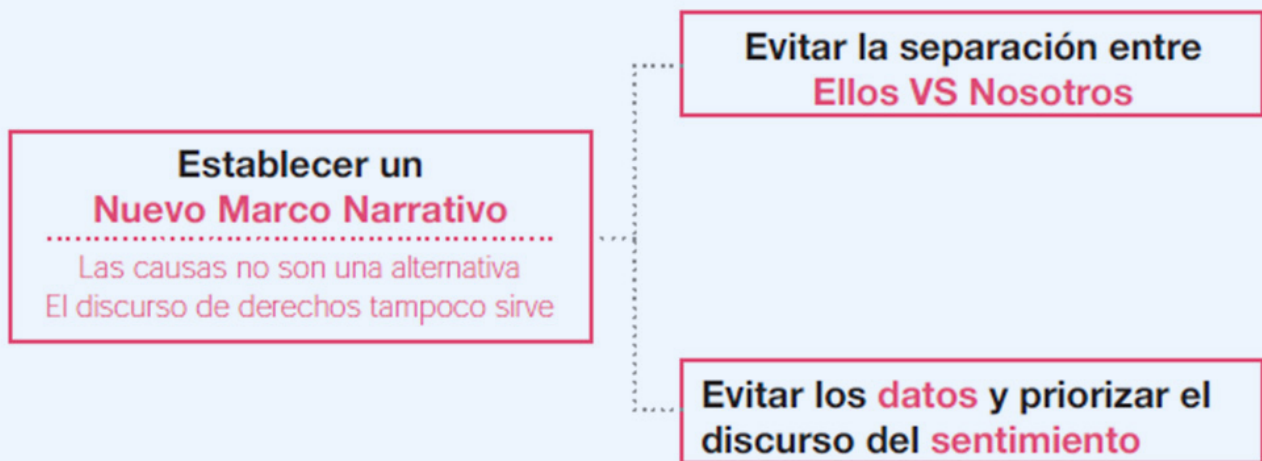 Evitar la separación entre
Ellos VS Nosotros
Establecer un
Nuevo Marco Narrativo
Las causas no son una alternativa
El discurso de derechos tampoco sirve
Evitar los datos y priorizar el
discurso del sentimiento